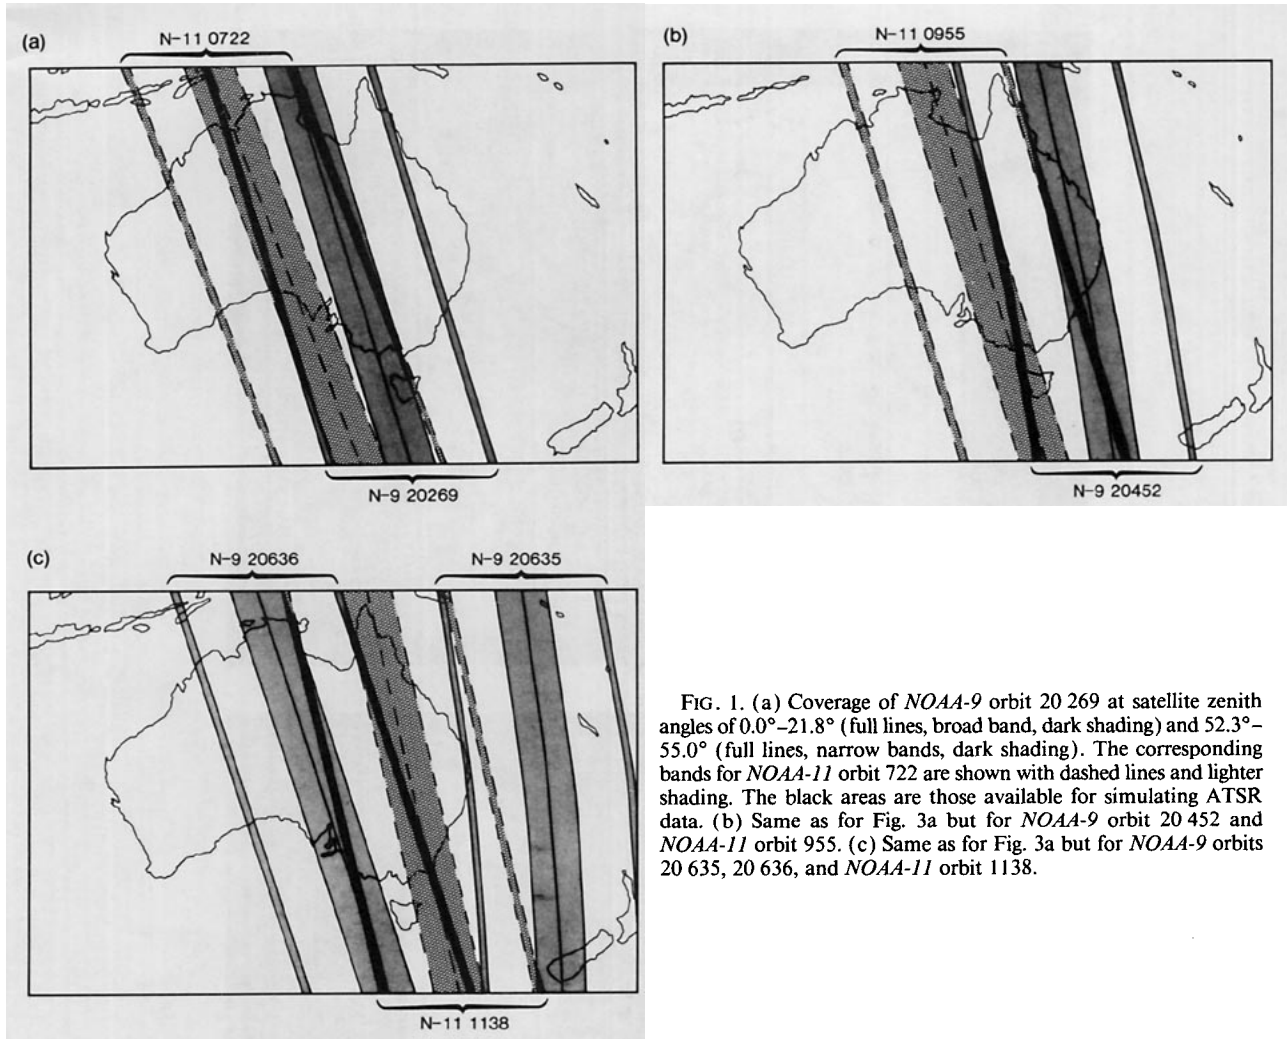 (a)
N-11 0722
N-9 20269
(b)
N-11 0955
N-9 20452
(c)
N-9 20636
N-9 20635
N-11 1138
FIG. 1. (a) Coverage of NOAA-9 orbit 20 269 at satellite zenith
angles of 0.0°–21.8° (full lines, broad band, dark shading) and 52.3°–
55.0° (full lines, narrow bands, dark shading). The corresponding
bands for NOAA-11 orbit 722 are shown with dashed lines and lighter
shading. The black areas are those available for simulating ATSR
data. (b) Same as for Fig. 3a but for NOAA-9 orbit 20 452 and
NOAA-11 orbit 955. (c) Same as for Fig. 3a but for NOAA-9 orbits
20 635, 20 636, and NOAA-11 orbit 1138.